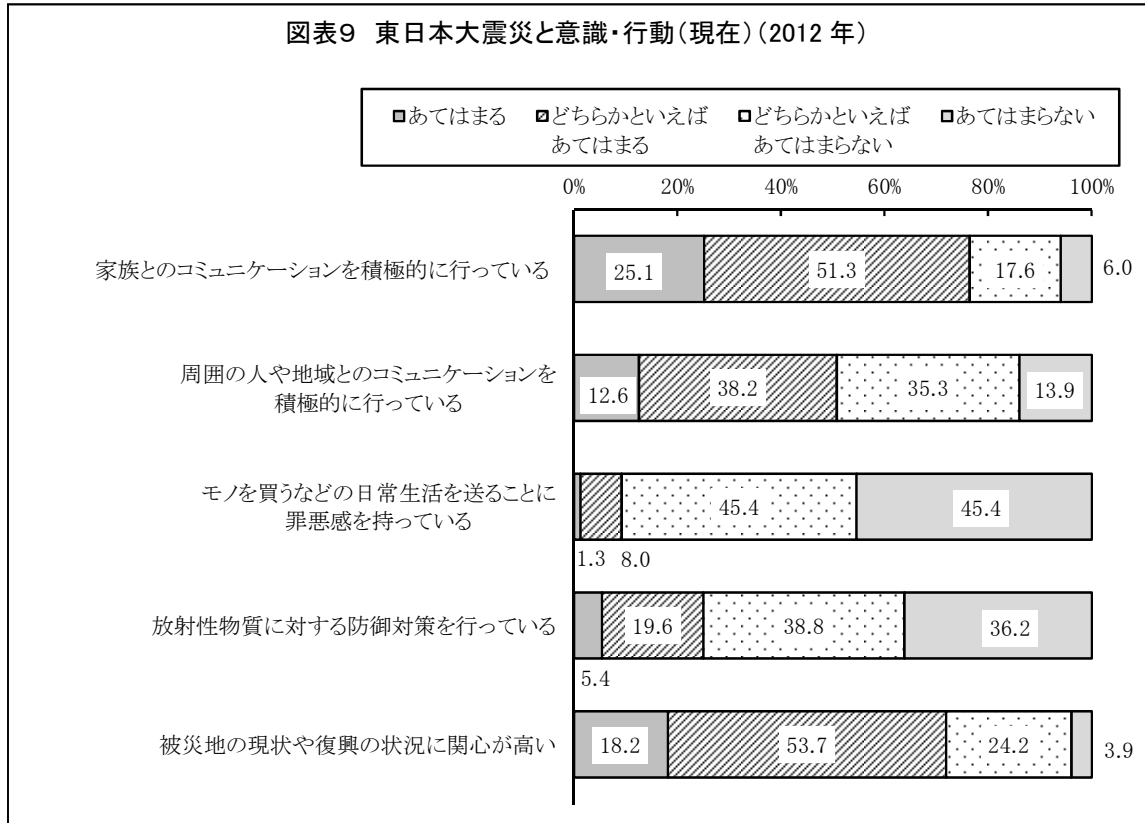 図表9 東日本大震災と意識・行動(現在)(2012年)
■あてはまる ▨どちらかといえば あてはまる □どちらかといえば あてはまらない ■あてはまらない
0% 20% 40% 60% 80% 100%
家族とのコミュニケーションを積極的に行っている 25.1 51.3 17.6 6.0
周囲の人や地域とのコミュニケーションを
積極的に行っている 12.6 38.2 35.3 13.9
モノを買うなどの日常生活を送ることに
罪悪感を持っている 45.4 45.4
1.3 8.0
放射性物質に対する防御対策を行っている 19.6 38.8 36.2
5.4
被災地の現状や復興の状況に関心が高い 18.2 53.7 24.2 3.9